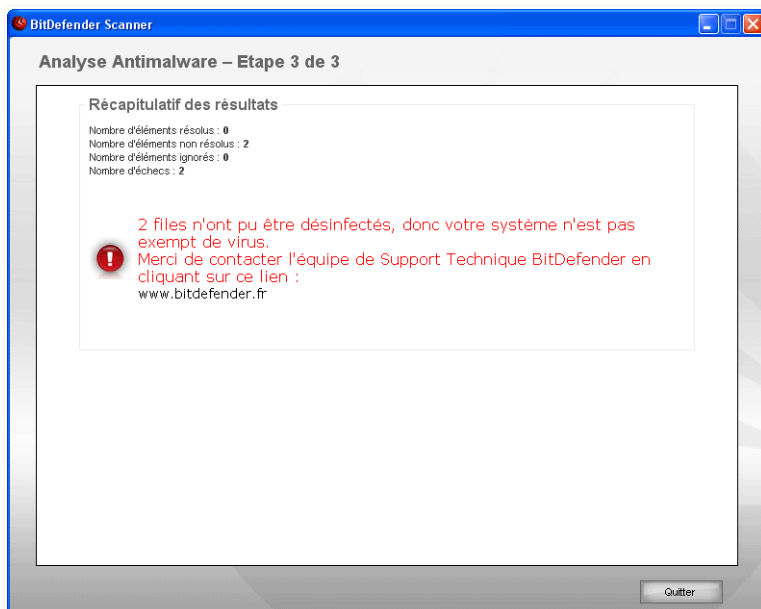 BitDefender Scanner
Analyse Antimalware – Etape 3 de 3
Récapitulatif des résultats
Nombre d'éléments résolus : 0
Nombre d'éléments non résolus : 2
Nombre d'éléments ignorés : 0
Nombre d'échecs : 2
2 files n'ont pu être désinfectés, donc votre système n'est pas
exempt de virus.
Merci de contacter l'équipe de Support Technique BitDefender en
cliquant sur ce lien :
www.bitdefender.fr
Quitter